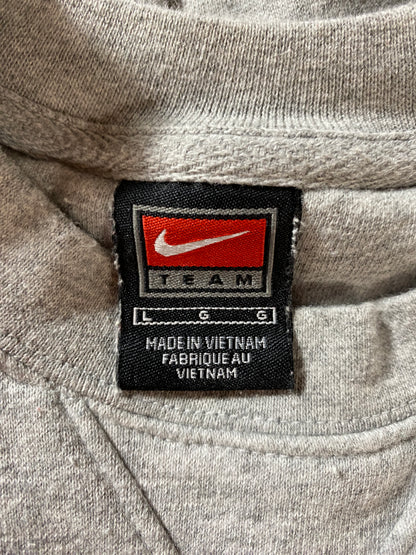 TEAM
L G G
MADE IN VIETNAM
FABRIQUE AU
VIETNAM